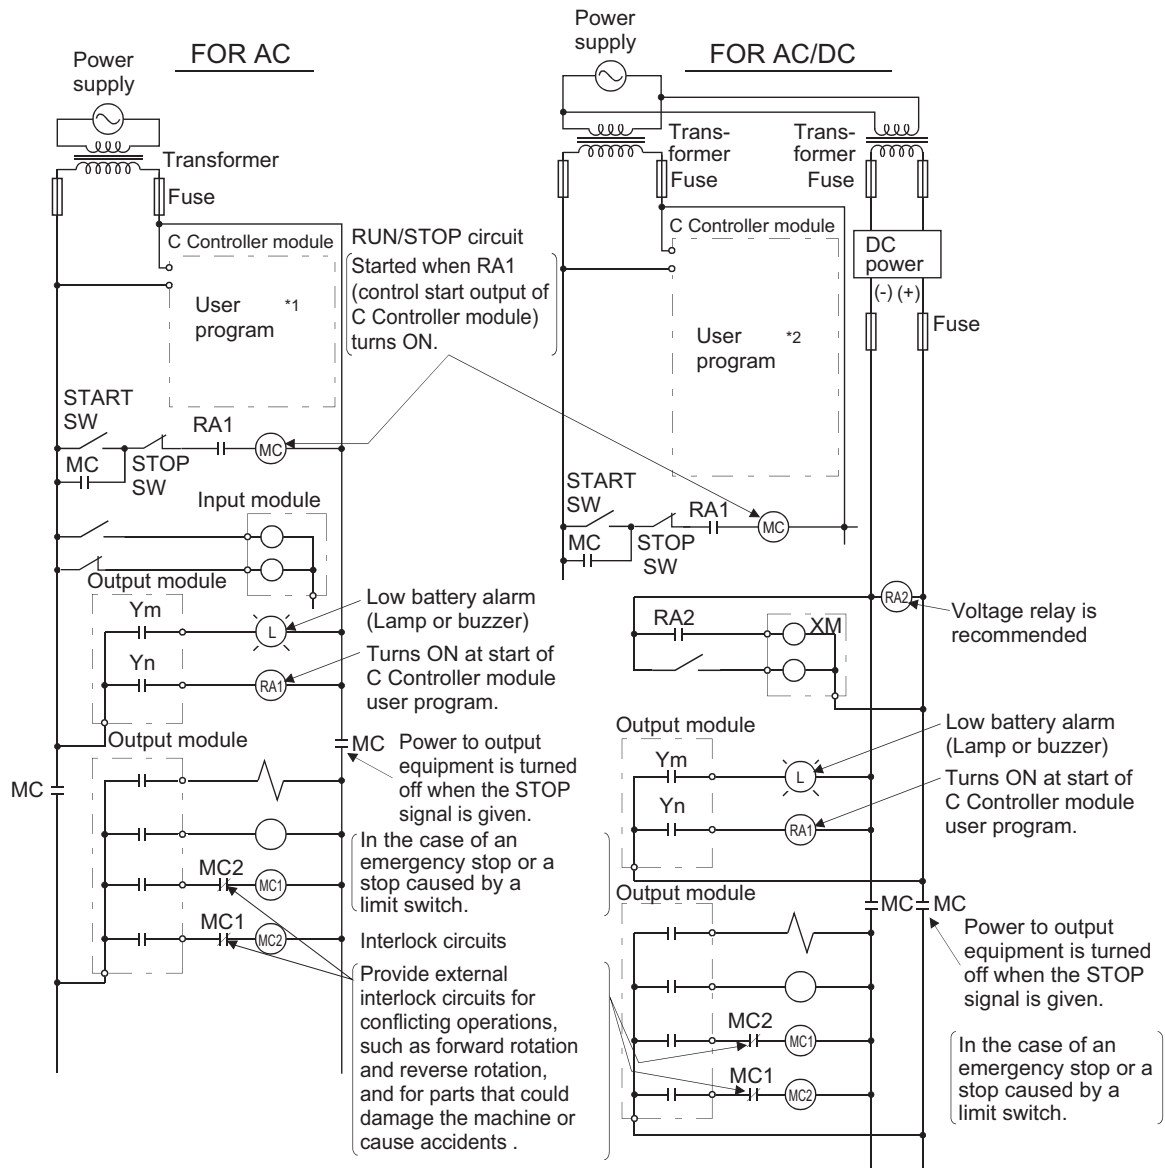 FOR AC
Power
supply
Transformer
Fuse
C Controller module
User *1
program
RUN/STOP circuit
Started when RA1
(control start output of
C Controller module)
turns ON.
START
SW
MC
STOP
SW
RA1
MC
Input module
Output module
Ym
L
Low battery alarm
(Lamp or buzzer)
Yn
RA1
Turns ON at start of
C Controller module
user program.
Output module
MC
MC
Power to output
equipment is turned
off when the STOP
signal is given.
In the case of an
emergency stop or a
stop caused by a
limit switch.
MC2
MC1
MC1
MC2
Interlock circuits
Provide external
interlock circuits for
conflicting operations,
such as forward rotation
and reverse rotation,
and for parts that could
damage the machine or
cause accidents .
FOR AC/DC
Power
supply
Trans-
former
Fuse
Trans-
former
Fuse
C Controller module
User *2
program
DC
power
(-) (+)
Fuse
START
SW
MC
STOP
SW
RA1
MC
RA2
Voltage relay is
recommended
RA2
XM
Output module
Ym
L
Low battery alarm
(Lamp or buzzer)
Yn
RA1
Turns ON at start of
C Controller module
user program.
Output module
MC
MC
Power to output
equipment is turned
off when the STOP
signal is given.
In the case of an
emergency stop or a
stop caused by a
limit switch.
MC2
MC1
MC1
MC2